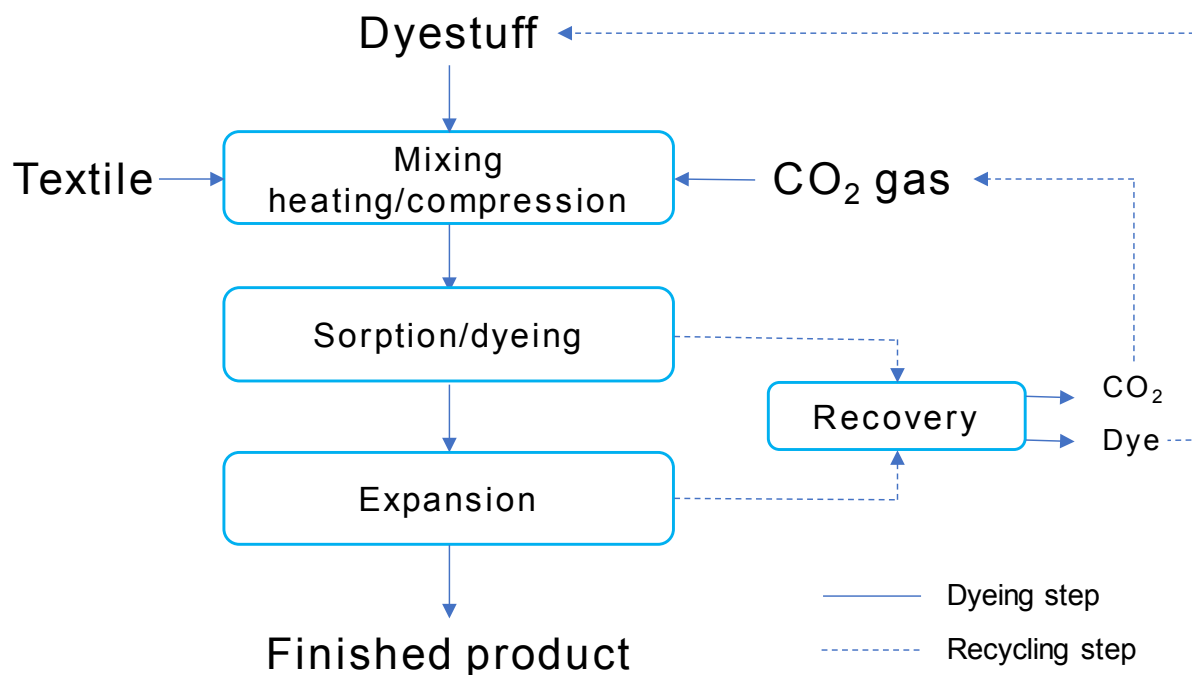 Dyestuff
Mixing
heating/compression
Textile
CO₂ gas
Sorption/dyeing
Recovery
CO₂
Dye
Expansion
Finished product
Dyeing step
Recycling step